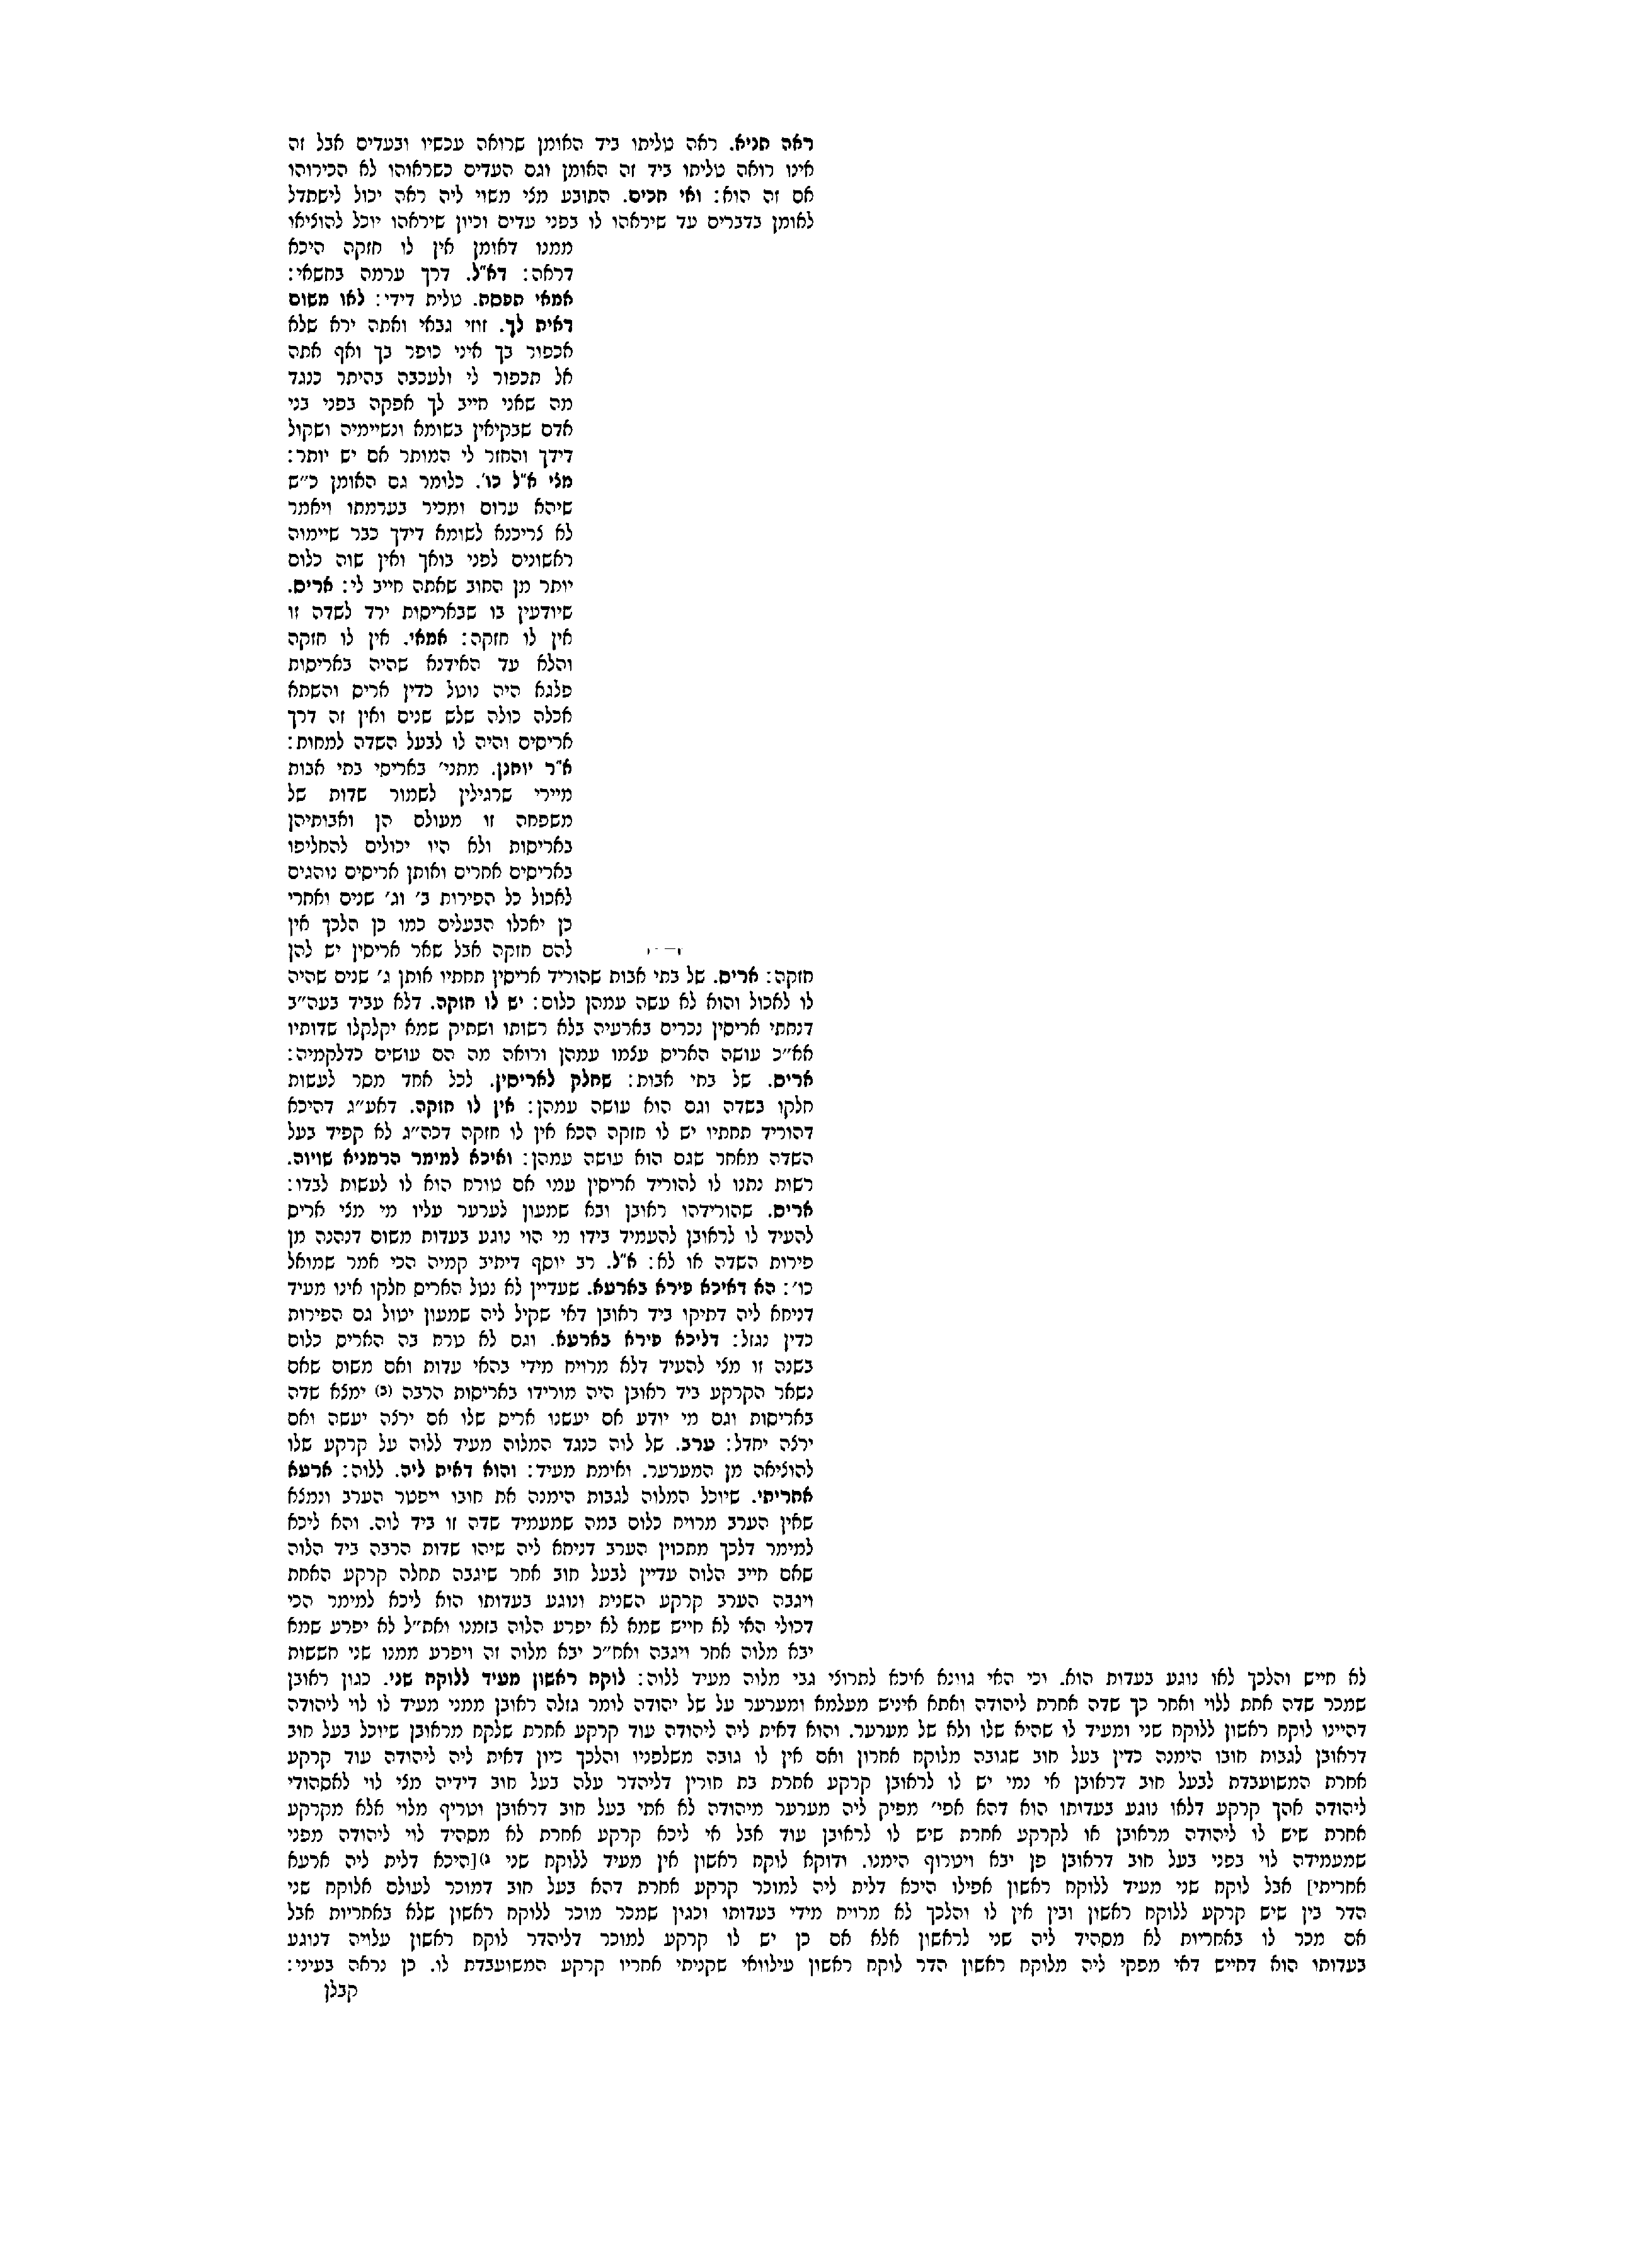 ראה תניא. ראה טליתו ביד האומן שרואה עכשיו ובעדים אבל זה
אינו רואה טליתו ביד זה האומן וגם העדים כשראוהו לא הכירוהו
אם זה הוא: ואי חכים. התובע מצי משוי ליה ראה יכול לישתדל
לאומן בדברים עד שיראהו לו בפני עדים וכיון שיראהו יוכל להוציאו
ממנו דאומן אין לו חזקה היכא
דראה: דא"ל. דרך ערמה בחשאי:
אמאי תפסת. טלית דידי: לאו משום
דאית לך. זוזי גבאי ואתה ירא שלא
אכפור בך איני כופר בך ואף אתה
אל תכפור לי ולעכבה בהיתר כנגד
מה שאני חייב לך אפקה בפני בני
אדם שבקיאין בשומא ונשיימיה ושקול
דידך והחזר לי המותר אם יש יותר:
מצי א"ל כו'. כלומר גם האומן כ"ש
שיהא ערום ומכיר בערמתו ויאמר
לא צריכנא לשומא דידך כבר שיימוה
ראשונים לפני בואך ואין שוה כלום
יותר מן החוב שאתה חייב לי: אריס.
שיודעין בו שבאריסות ירד לשדה זו
אין לו חזקה: אמאי. אין לו חזקה
והלא עד האידנא שהיה באריסות
פלגא היה נוטל כדין אריס והשתא
אכלה כולה שלש שנים ואין זה דרך
אריסים והיה לו לבעל השדה למחות:
א"ר יוחנן. מתני' באריסי בתי אבות
מיירי שרגילין לשמור שדות של
משפחה זו מעולם הן ואבותיהן
באריסות ולא היו יכולים להחליפו
באריסים אחרים ואותן אריסים נוהגים
לאכול כל הפירות ב' וג' שנים ואחרי
כן יאכלו הבעלים כמו כן הלכך אין
להם חזקה אבל שאר אריסין יש להן
חזקה: אריס. של בתי אבות שהוריד אריסין תחתיו אותן ג' שנים שהיה
לו לאכול והוא לא עשה עמהן כלום: יש לו חזקה. דלא עביד בעה"ב
דנחתי אריסין נכרים בארעיה בלא רשותו ושתיק שמא יקלקלו שדותיו
אא"כ עושה האריס עצמו עמהן ורואה מה הם עושים כדלקמיה:
אריס. של בתי אבות: שחלק לאריסין. לכל אחד מסר לעשות
חלקו בשדה וגם הוא עושה עמהן: אין לו חזקה. דאע"ג דהיכא
דהוריד תחתיו יש לו חזקה הכא אין לו חזקה דכה"ג לא קפיד בעל
השדה מאחר שגם הוא עושה עמהן: ואיכא למימר הרמניא שויוה.
רשות נתנו לו להוריד אריסין עמו אם טורח הוא לו לעשות לבדו:
אריס. שהורידהו ראובן ובא שמעון לערער עליו מי מצי אריס
להעיד לו לראובן להעמיד בידו מי הוי נוגע בעדות משום דנהנה מן
פירות השדה או לא: א"ל. רב יוסף דיתיב קמיה הכי אמר שמואל
כו': הא דאיכא פירא בארעא. שעדיין לא נטל האריס חלקו אינו מעיד
דניחא ליה דתיקו ביד ראובן דאי שקיל ליה שמעון יטול גם הפירות
כדין נגזל: דליכא פירא בארעא. וגם לא טרח בה האריס כלום
בשנה זו מצי להעיד דלא מרויח מידי בהאי עדות ואם משום שאם
נשאר הקרקע ביד ראובן היה מורידו באריסות הרבה (ב) ימצא שדה
באריסות וגם מי יודע אם יעשנו אריס שלו אם ירצה יעשה ואם
ירצה יחדל: ערב. של לוה כנגד המלוה מעיד ללוה על קרקע שלו
להוציאה מן המערער. ואימת מעיד: והוא דאית ליה. ללוה: ארעא
אחריתי. שיוכל המלוה לגבות הימנה את חובו וייפטר הערב ונמצא
שאין הערב מרויח כלום במה שמעמיד שדה זו ביד לוה. והא ליכא
למימר דלכך מתכוין הערב דניחא ליה שיהו שדות הרבה ביד הלוה
שאם חייב הלוה עדיין לבעל חוב אחר שיגבה תחלה קרקע האחת
ויגבה הערב קרקע השנית ונוגע בעדותו הוא ליכא למימר הכי
דכולי האי לא חייש שמא לא יפרע הלוה בזמנו ואת"ל לא יפרע שמא
יבא מלוה אחר ויגבה ואח"כ יבא מלוה זה ויפרע ממנו שני חששות
לא חייש והלכך לאו נוגע בעדות הוא. וכי האי גוונא איכא לתרוצי גבי מלוה מעיד ללוה: לוקח ראשון מעיד ללוקח שני. כגון ראובן
שמכר שדה אחת ללוי ואחר כך שדה אחרת ליהודה ואתא איניש מעלמא ומערער על של יהודה לומר גזלה ראובן ממני מעיד לו לוי ליהודה
דהיינו לוקח ראשון ללוקח שני ומעיד לו שהיא שלו ולא של מערער. והוא דאית ליה ליהודה עוד קרקע אחרת שלקח מראובן שיוכל בעל חוב
דראובן לגבות חובו הימנה כדין בעל חוב שגובה מלוקח אחרון ואם אין לו גובה משלפניו והלכך כיון דאית ליה ליהודה עוד קרקע
אחרת המשועבדת לבעל חוב דראובן אי נמי יש לו לראובן קרקע אחרת בת חורין דליהדר עלה בעל חוב דידיה מצי לוי לאסהודי
ליהודה אהך קרקע דלאו נוגע בעדותו הוא דהא אפי' מפיק ליה מערער מיהודה לא אתי בעל חוב דראובן וטריף מלוי אלא מקרקע
אחרת שיש לו ליהודה מראובן או לקרקע אחרת שיש לו לראובן עוד אבל אי ליכא קרקע אחרת לא מסהיד לוי ליהודה מפני
שמעמידה לוי בפני בעל חוב דראובן פן יבא ויטרוף הימנו. ודוקא לוקח ראשון אין מעיד ללוקח שני ג)[היכא דלית ליה ארעא
אחריתי] אבל לוקח שני מעיד ללוקח ראשון אפילו היכא דלית ליה למוכר קרקע אחרת דהא בעל חוב דמוכר לעולם אלוקח שני
הדר בין שיש קרקע ללוקח ראשון ובין אין לו והלכך לא מרויח מידי בעדותו וכגון שמכר מוכר ללוקח ראשון שלא באחריות אבל
אם מכר לו באחריות לא מסהיד ליה שני לראשון אלא אם כן יש לו קרקע למוכר דליהדר לוקח ראשון עלויה דנוגע
בעדותו הוא דחייש דאי מפקי ליה מלוקח ראשון הדר לוקח ראשון עילוואי שקניתי אחריו קרקע המשועבדת לו. כן נראה בעיני:
קבלן